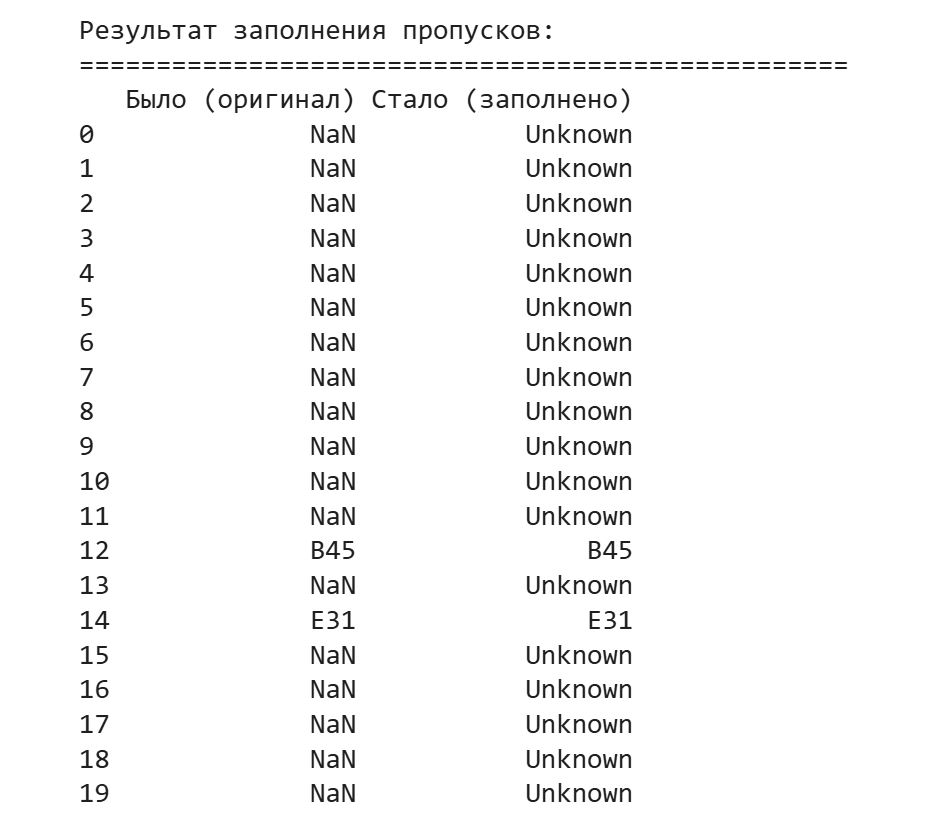 Результат заполнения пропусков:
==================================================
Было (оригинал) Стало (заполнено)
0 NaN Unknown
1 NaN Unknown
2 NaN Unknown
3 NaN Unknown
4 NaN Unknown
5 NaN Unknown
6 NaN Unknown
7 NaN Unknown
8 NaN Unknown
9 NaN Unknown
10 NaN Unknown
11 NaN Unknown
12 B45 B45
13 NaN Unknown
14 E31 E31
15 NaN Unknown
16 NaN Unknown
17 NaN Unknown
18 NaN Unknown
19 NaN Unknown